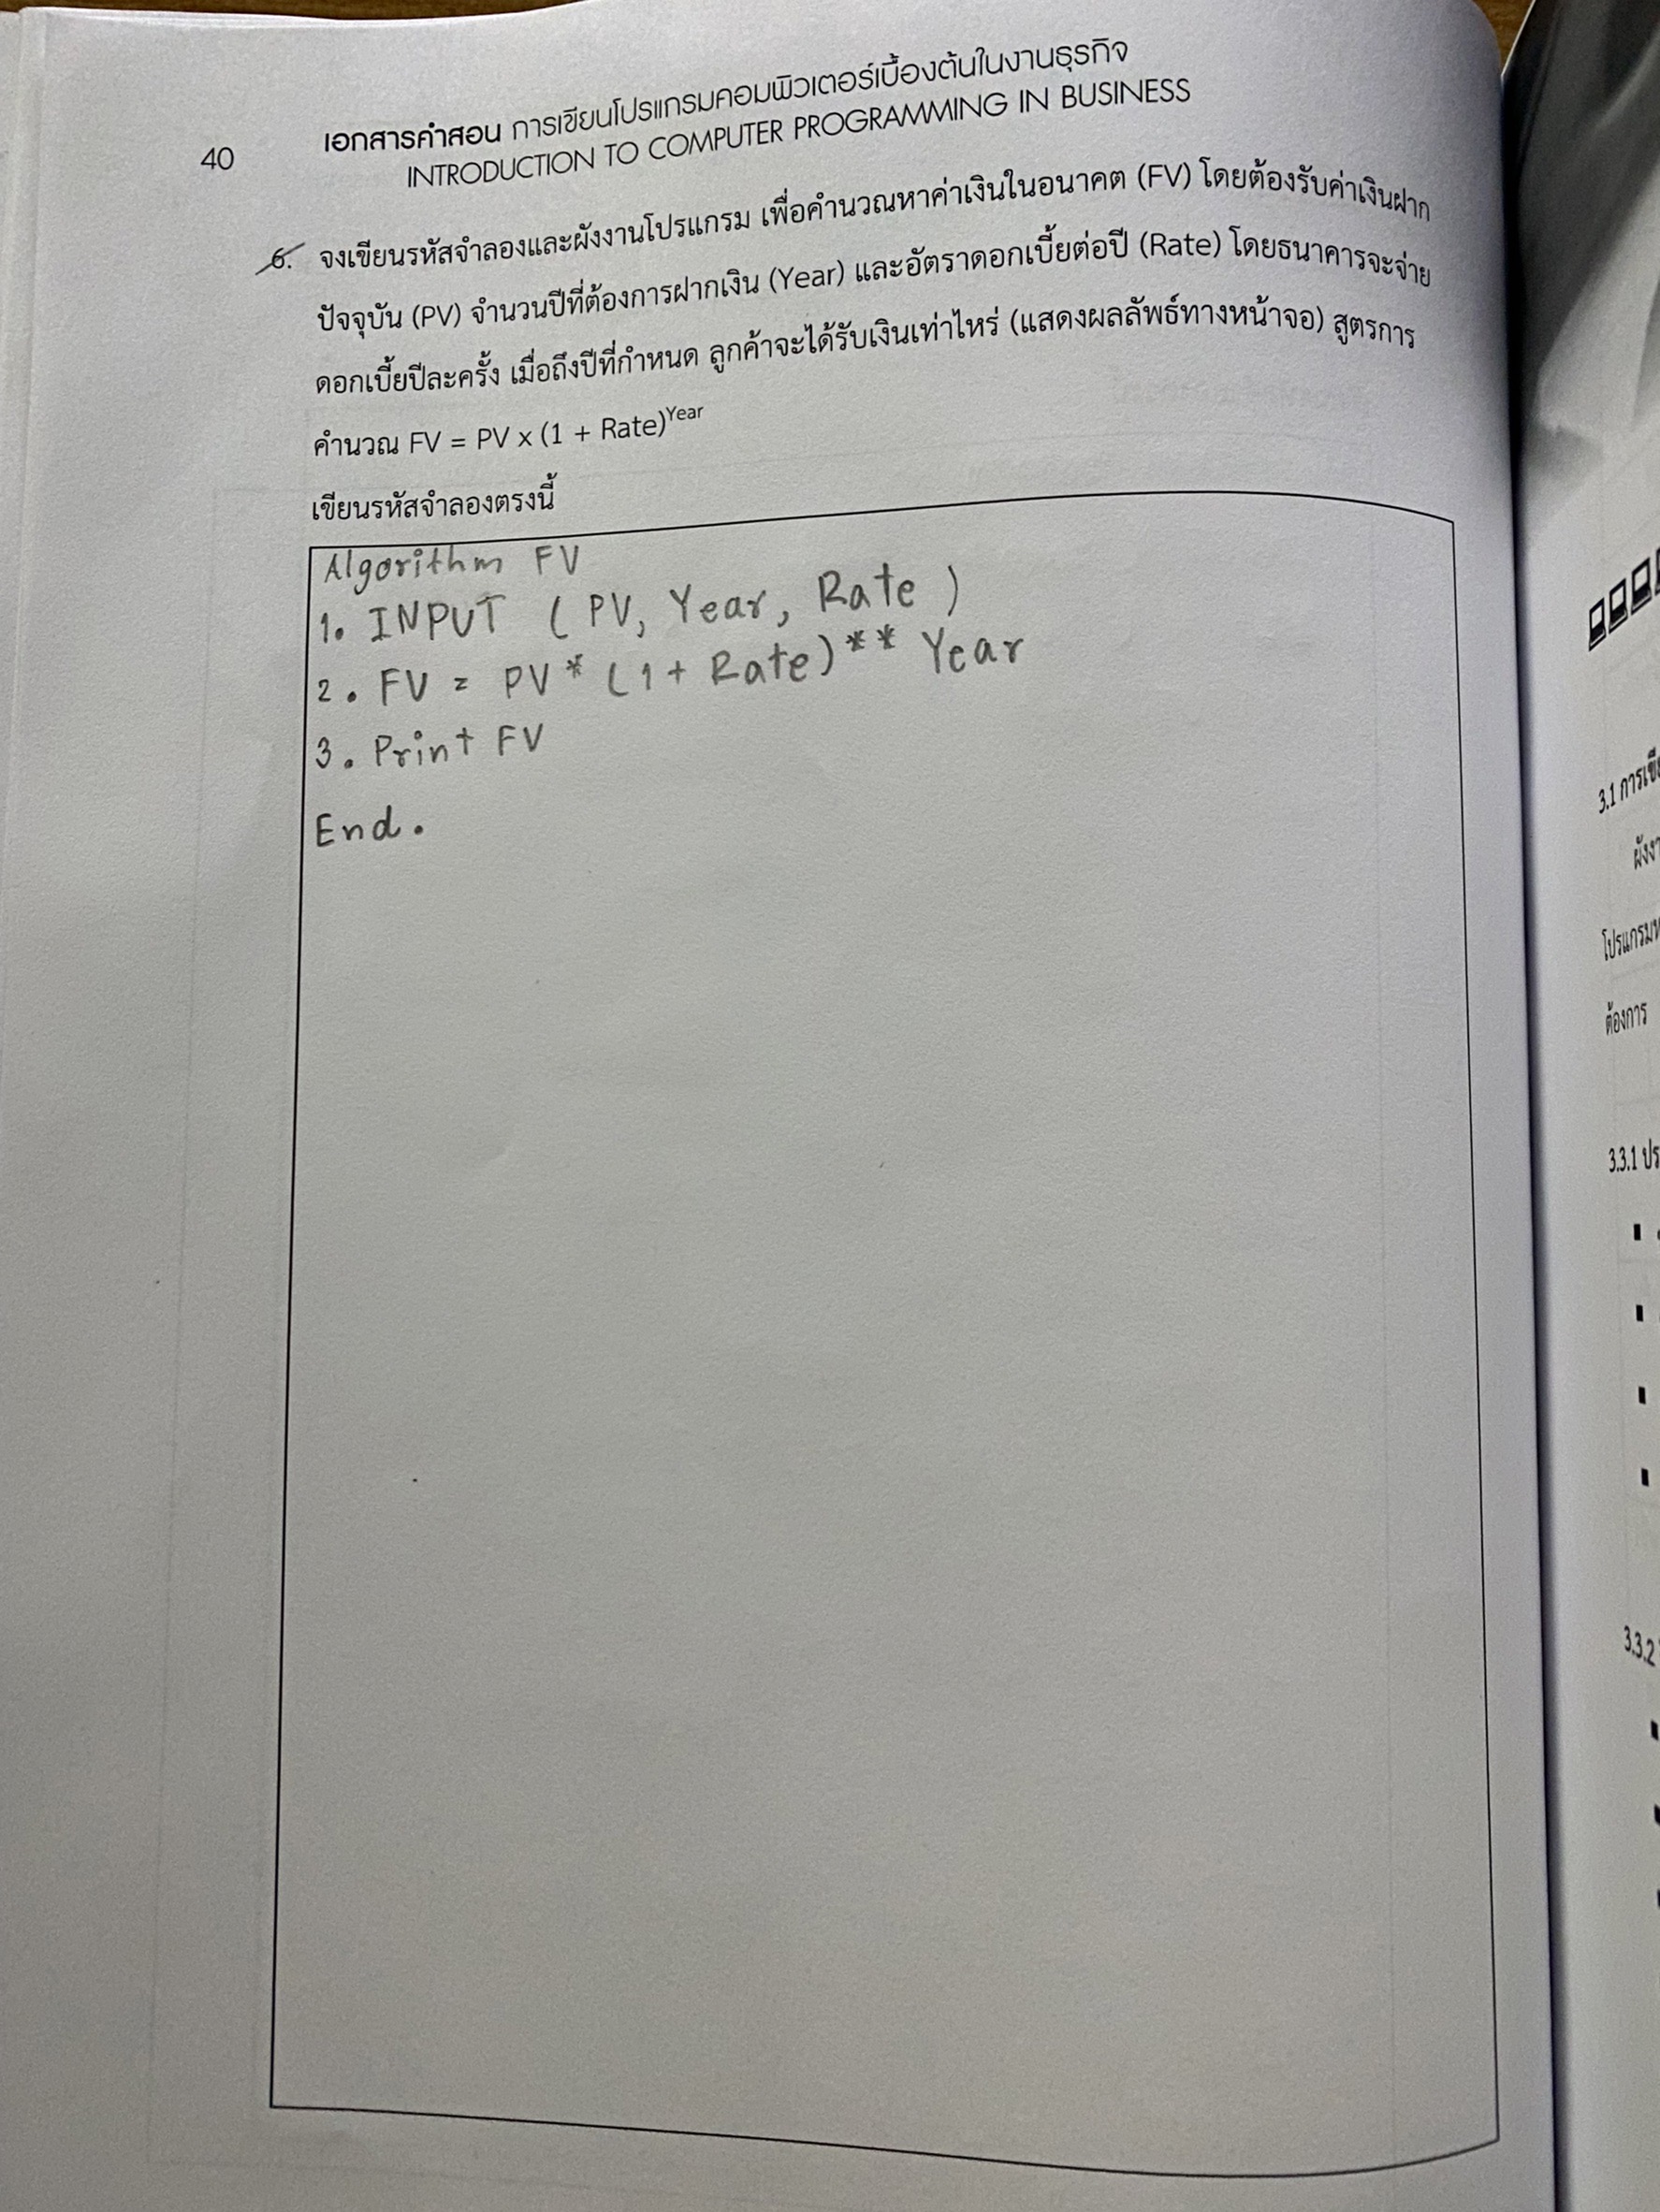 40
เอกสารคำสอน การเขียนโปรแกรมคอมพิวเตอร์เบื้องต้นในงานธุรกิจ
INTRODUCTION TO COMPUTER PROGRAMMING IN BUSINESS
6. จงเขียนรหัสจำลองและผังงานโปรแกรม เพื่อคำนวณหาค่าเงินในอนาคต (FV) โดยต้องรับค่าเงินฝาก
ปัจจุบัน (PV) จำนวนปีที่ต้องการฝากเงิน (Year) และอัตราดอกเบี้ยต่อปี (Rate) โดยธนาคารจะจ่าย
ดอกเบี้ยปีละครั้ง เมื่อถึงปีที่กำหนด ลูกค้าจะได้รับเงินเท่าไหร่ (แสดงผลลัพธ์ทางหน้าจอ) สูตรการ
คำนวณ FV = PV x (1 + Rate)^Year
เขียนรหัสจำลองตรงนี้
Algorithm FV
1. INPUT (PV, Year, Rate)
2. FV = PV * (1 + Rate) ** Year
3. Print FV
End.
3.1 การเขี
ผังงา
โปรแกรมท
ต้องการ
3.3.1 ปร
3.3.2